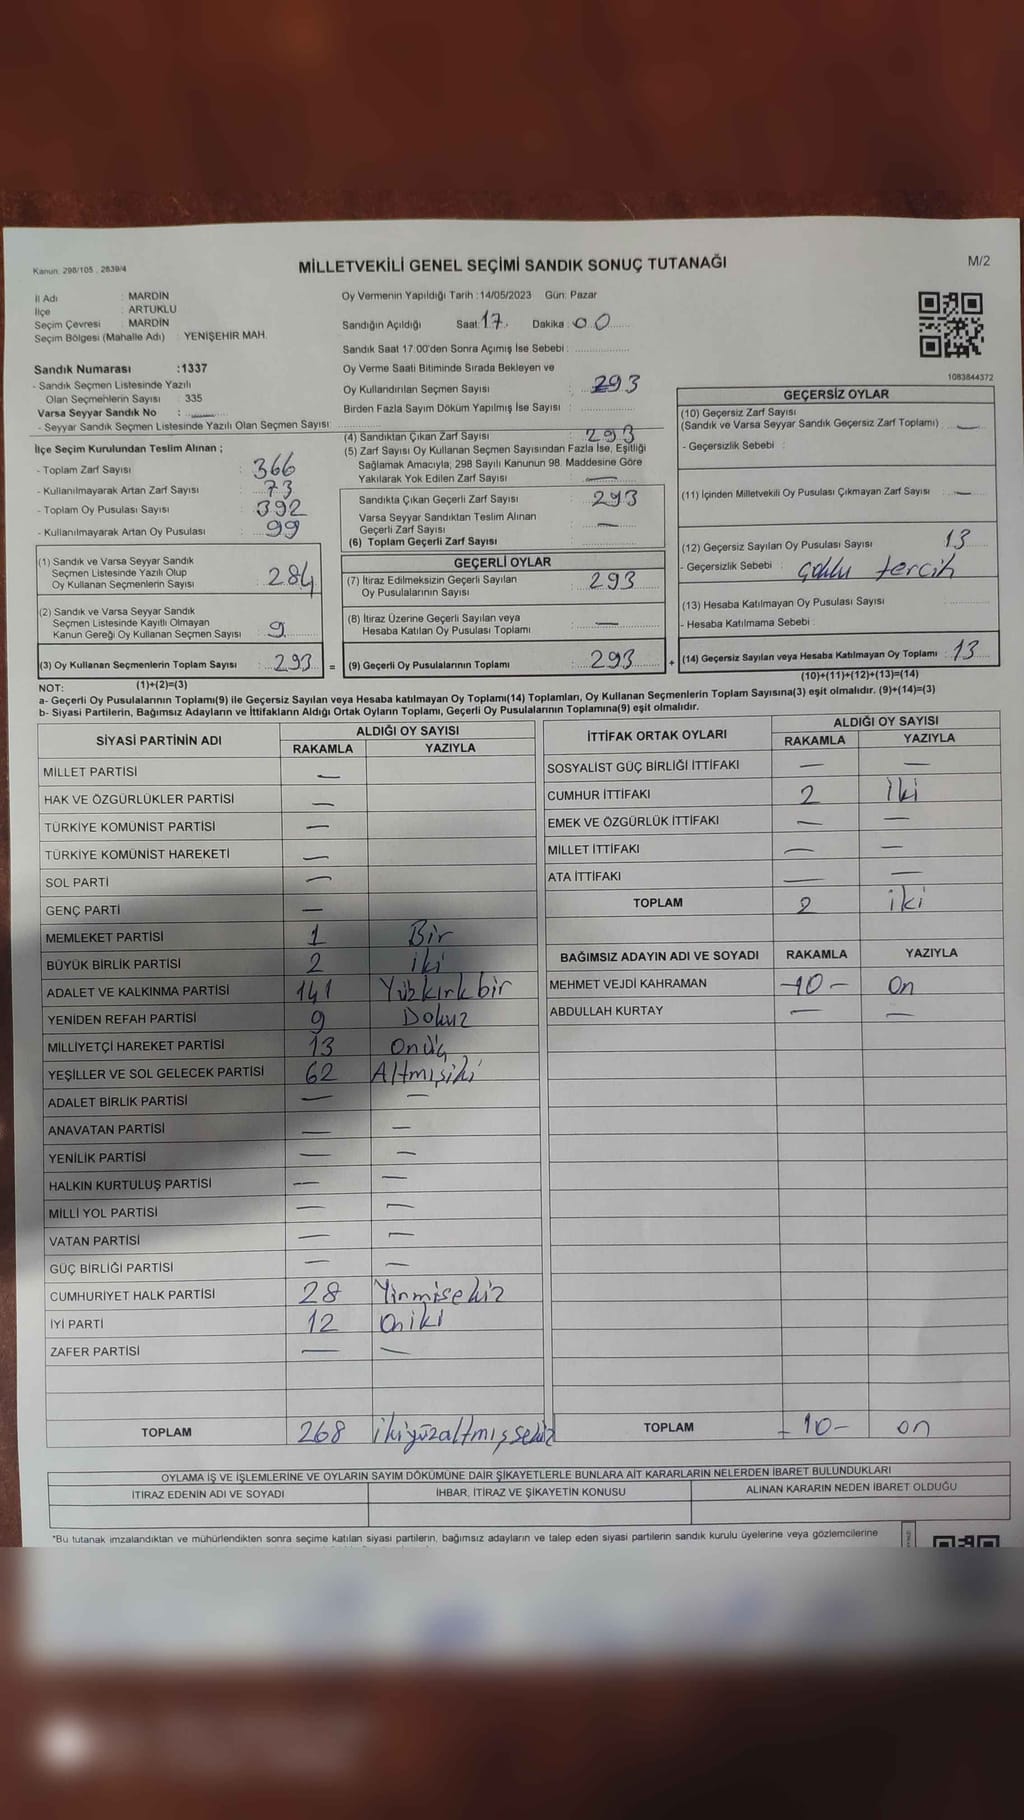 Kanun: 298/105 , 2839/4
MİLLETVEKİLİ GENEL SEÇİMİ SANDIK SONUÇ TUTANAĞI
M/2
İl Adı : MARDİN
İlçe : ARTUKLU
Seçim Çevresi : MARDİN
Seçim Bölgesi (Mahalle Adı) : YENİŞEHİR MAH.
Sandık Numarası :1337
- Sandık Seçmen Listesinde Yazılı
Olan Seçmenlerin Sayısı : 335
Varsa Seyyar Sandık No : —
- Seyyar Sandık Seçmen Listesinde Yazılı Olan Seçmen Sayısı :
Oy Vermenin Yapıldığı Tarih :14/05/2023 Gün: Pazar
Sandığın Açıldığı Saat: 17 Dakika : 00
Sandık Saat 17:00'den Sonra Açımış İse Sebebi :
Oy Verme Saati Bitiminde Sırada Bekleyen ve
Oy Kullandırılan Seçmen Sayısı : 293
Birden Fazla Sayım Döküm Yapılmış İse Sayısı :
1083844372
İlçe Seçim Kurulundan Teslim Alınan ;
- Toplam Zarf Sayısı : 366
- Kullanılmayarak Artan Zarf Sayısı : 73
- Toplam Oy Pusulası Sayısı : 392
- Kullanılmayarak Artan Oy Pusulası : 99
(1) Sandık ve Varsa Seyyar Sandık
Seçmen Listesinde Yazılı Olup
Oy Kullanan Seçmenlerin Sayısı : 284
(2) Sandık ve Varsa Seyyar Sandık
Seçmen Listesinde Kayıtlı Olmayan
Kanun Gereği Oy Kullanan Seçmen Sayısı : 9
(3) Oy Kullanan Seçmenlerin Toplam Sayısı : 293 =
(1)+(2)=(3)
(4) Sandıktan Çıkan Zarf Sayısı : 293
(5) Zarf Sayısı Oy Kullanan Seçmen Sayısından Fazla İse, Eşitliği
Sağlamak Amacıyla; 298 Sayılı Kanunun 98. Maddesine Göre
Yakılarak Yok Edilen Zarf Sayısı : —
Sandıkta Çıkan Geçerli Zarf Sayısı : 293
Varsa Seyyar Sandıktan Teslim Alınan
Geçerli Zarf Sayısı : —
(6) Toplam Geçerli Zarf Sayısı :
GEÇERLİ OYLAR
(7) İtiraz Edilmeksizin Geçerli Sayılan
Oy Pusulalarının Sayısı : 293
(8) İtiraz Üzerine Geçerli Sayılan veya
Hesaba Katılan Oy Pusulası Toplamı : —
(9) Geçerli Oy Pusulalarının Toplamı : 293 +
GEÇERSİZ OYLAR
(10) Geçersiz Zarf Sayısı
(Sandık ve Varsa Seyyar Sandık Geçersiz Zarf Toplamı) : —
- Geçersizlik Sebebi :
(11) İçinden Milletvekili Oy Pusulası Çıkmayan Zarf Sayısı : —
(12) Geçersiz Sayılan Oy Pusulası Sayısı : 13
- Geçersizlik Sebebi : çoklu tercih
(13) Hesaba Katılmayan Oy Pusulası Sayısı :
- Hesaba Katılmama Sebebi :
(14) Geçersiz Sayılan veya Hesaba Katılmayan Oy Toplamı : 13
(10)+(11)+(12)+(13)=(14)
NOT:
a- Geçerli Oy Pusulalarının Toplamı(9) ile Geçersiz Sayılan veya Hesaba katılmayan Oy Toplamı(14) Toplamları, Oy Kullanan Seçmenlerin Toplam Sayısına(3) eşit olmalıdır. (9)+(14)=(3)
b- Siyasi Partilerin, Bağımsız Adayların ve İttifakların Aldığı Ortak Oyların Toplamı, Geçerli Oy Pusulalarının Toplamına(9) eşit olmalıdır.
SİYASİ PARTİNİN ADI
ALDIĞI OY SAYISI
RAKAMLA YAZIYLA
MİLLET PARTİSİ —
HAK VE ÖZGÜRLÜKLER PARTİSİ —
TÜRKİYE KOMÜNİST PARTİSİ —
TÜRKİYE KOMÜNİST HAREKETİ —
SOL PARTİ —
GENÇ PARTİ —
MEMLEKET PARTİSİ 1 Bir
BÜYÜK BİRLİK PARTİSİ 2 iki
ADALET VE KALKINMA PARTİSİ 141 Yüzkırkbir
YENİDEN REFAH PARTİSİ 9 Dokuz
MİLLİYETÇİ HAREKET PARTİSİ 13 Onüç
YEŞİLLER VE SOL GELECEK PARTİSİ 62 Altmışiki
ADALET BİRLİK PARTİSİ — —
ANAVATAN PARTİSİ — —
YENİLİK PARTİSİ — —
HALKIN KURTULUŞ PARTİSİ — —
MİLLİ YOL PARTİSİ — —
VATAN PARTİSİ — —
GÜÇ BİRLİĞİ PARTİSİ — —
CUMHURİYET HALK PARTİSİ 28 Yirmisekiz
İYİ PARTİ 12 Oniki
ZAFER PARTİSİ — —
TOPLAM 268 ikiyüzaltmışsekiz
İTTİFAK ORTAK OYLARI
ALDIĞI OY SAYISI
RAKAMLA YAZIYLA
SOSYALİST GÜÇ BİRLİĞİ İTTİFAKI — —
CUMHUR İTTİFAKI 2 iki
EMEK VE ÖZGÜRLÜK İTTİFAKI — —
MİLLET İTTİFAKI — —
ATA İTTİFAKI — —
TOPLAM 2 iki
BAĞIMSIZ ADAYIN ADI VE SOYADI RAKAMLA YAZIYLA
MEHMET VEJDİ KAHRAMAN -10- On
ABDULLAH KURTAY — —
TOPLAM -10- on
OYLAMA İŞ VE İŞLEMLERİNE VE OYLARIN SAYIM DÖKÜMÜNE DAİR ŞİKAYETLERLE BUNLARA AİT KARARLARIN NELERDEN İBARET BULUNDUKLARI
İTİRAZ EDENİN ADI VE SOYADI İHBAR, İTİRAZ VE ŞİKAYETİN KONUSU ALINAN KARARIN NEDEN İBARET OLDUĞU
*Bu tutanak imzalandıktan ve mühürlendikten sonra seçime katılan siyasi partilerin, bağımsız adayların ve talep eden siyasi partilerin sandık kurulu üyelerine veya gözlemcilerine